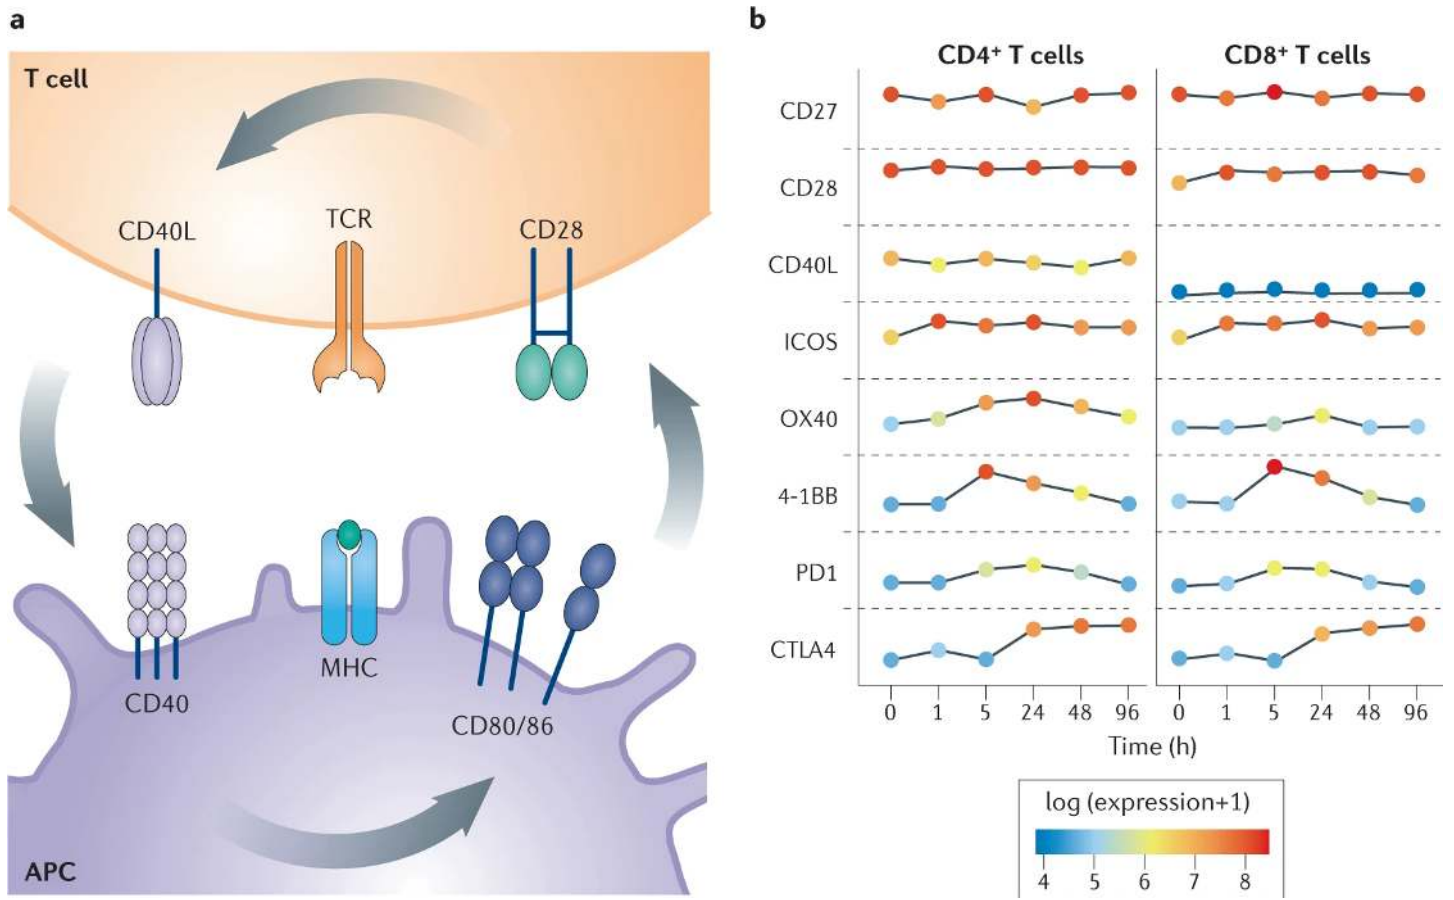 a
T cell
CD40L
TCR
CD28
CD40
MHC
CD80/86
APC
b
CD4+ T cells
CD8+ T cells
CD27
CD28
CD40L
ICOS
OX40
4-1BB
PD1
CTLA4
0 1 5 24 48 96
0 1 5 24 48 96
Time (h)
log (expression+1)
4 5 6 7 8